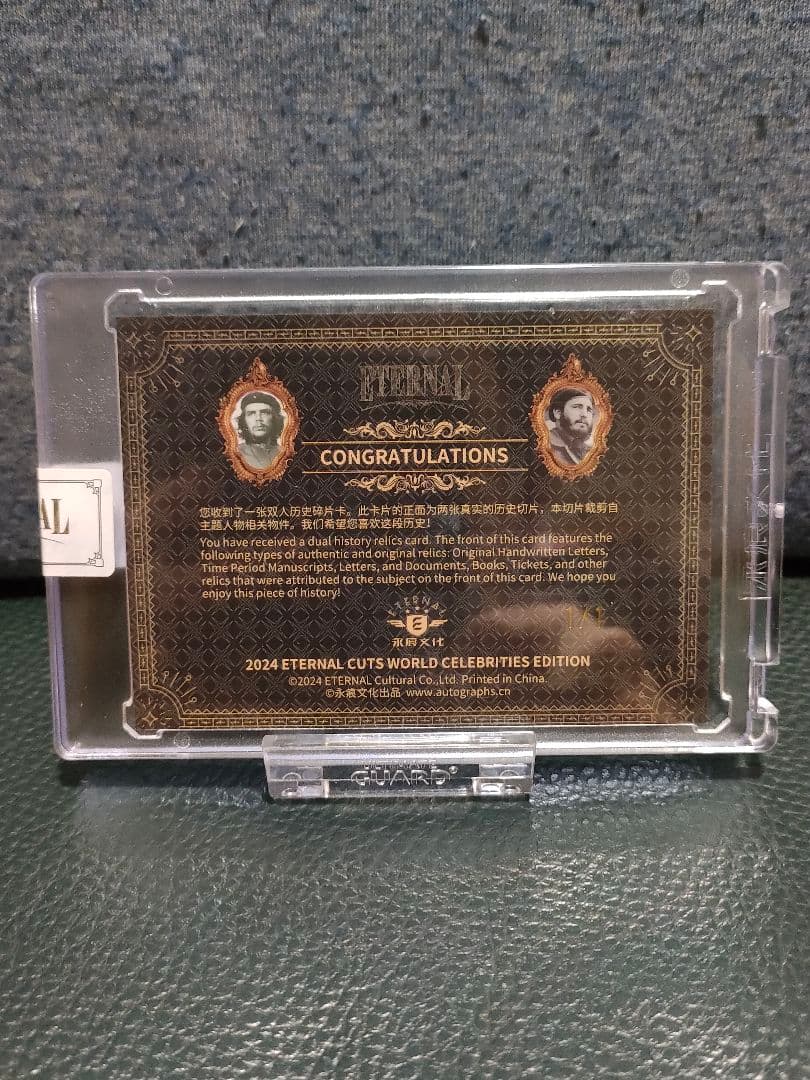 ETERNAL
CONGRATULATIONS
您收到了一张双人历史碎片卡。此卡片的正面为两张真实的历史切片，本切片裁剪自
主题人物相关物件。我们希望您喜欢这段历史！
You have received a dual history relics card. The front of this card features the
following types of authentic and original relics: Original Handwritten Letters,
Time Period Manuscripts, Letters, and Documents, Books, Tickets, and other
relics that were attributed to the subject on the front of this card. We hope you
enjoy this piece of history!
AL
ETERNAL
E
永痕文化
1/1
2024 ETERNAL CUTS WORLD CELEBRITIES EDITION
©2024 ETERNAL Cultural Co.,Ltd. Printed in China.
©永痕文化出品 www.autographs.cn
GUARD